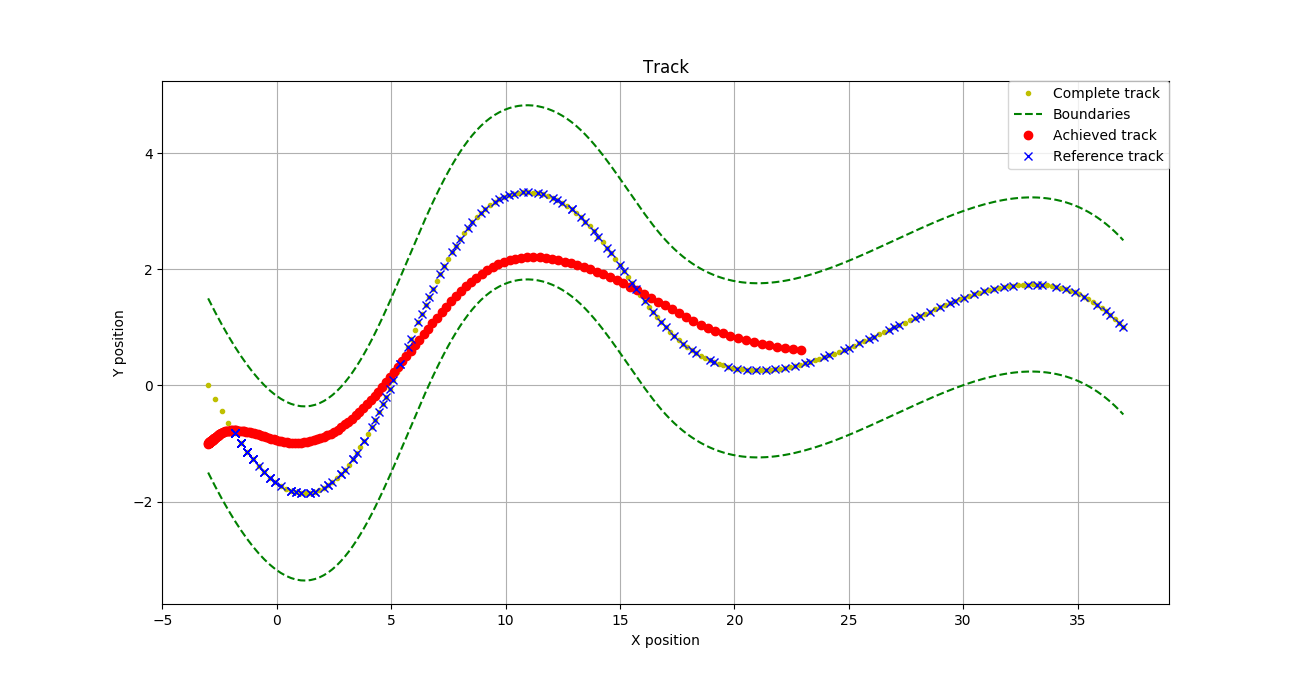 Track
Complete track
Boundaries
Achieved track
Reference track
Y position
4
2
0
−2
−5
0
5
10
15
20
25
30
35
X position